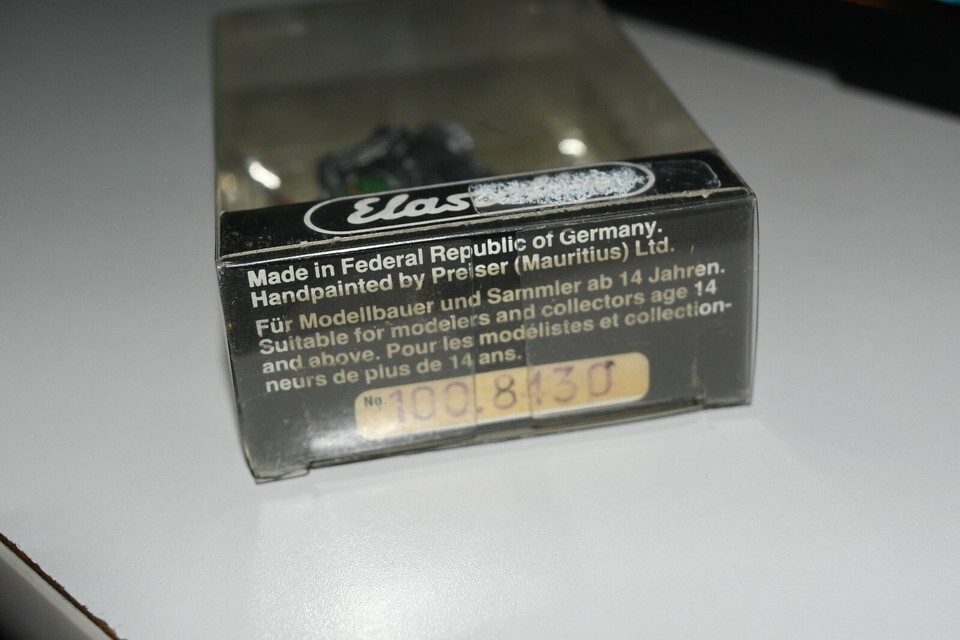 Elas
Made in Federal Republic of Germany.
Handpainted by Preiser (Mauritius) Ltd.
Für Modellbauer und Sammler ab 14 Jahren.
Suitable for modelers and collectors age 14
and above. Pour les modélistes et collection-
neurs de plus de 14 ans.
No 100.8430